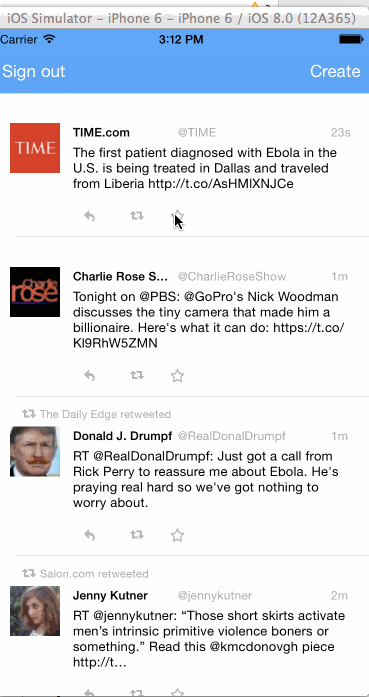 iOS Simulator – iPhone 6 – iPhone 6 / iOS 8.0 (12A365)
Carrier 3:12 PM
Sign out Create
TIME
TIME.com @TIME 23s
The first patient diagnosed with Ebola in the
U.S. is being treated in Dallas and traveled
from Liberia http://t.co/AsHMlXNJCe
Charlie rose
Charlie Rose S... @CharlieRoseShow 1m
Tonight on @PBS: @GoPro's Nick Woodman
discusses the tiny camera that made him a
billionaire. Here's what it can do: https://t.co/
Kl9RhW5ZMN
The Daily Edge retweeted
Donald J. Drumpf @RealDonalDrumpf 1m
RT @RealDonalDrumpf: Just got a call from
Rick Perry to reassure me about Ebola. He's
praying real hard so we've got nothing to
worry about.
Salon.com retweeted
Jenny Kutner @jennykutner 2m
RT @jennykutner: “Those short skirts activate
men’s intrinsic primitive violence boners or
something.” Read this @kmcdonovgh piece
http://t…